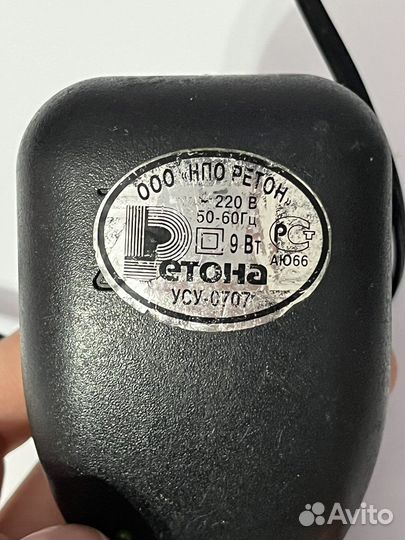 ООО «НПО РЕТОН»
~ 220 В
50-60Гц
9 Вт
РСТ
АЮ66
Ретона
УСУ-0707
Avito